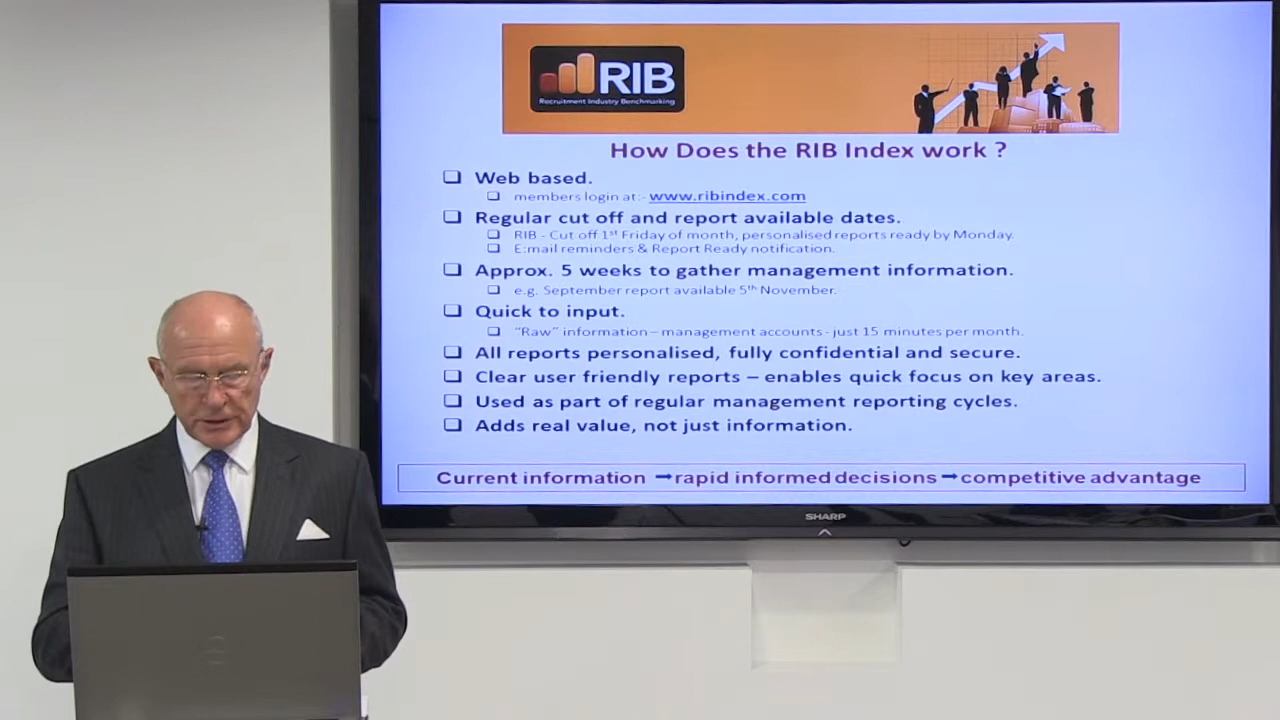 RIB
Recruitment Industry Benchmarking
How Does the RIB Index work ?
Web based.
members login at:- www.ribindex.com
Regular cut off and report available dates.
RIB - Cut off 1st Friday of month, personalised reports ready by Monday.
E:mail reminders & Report Ready notification.
Approx. 5 weeks to gather management information.
e.g. September report available 5th November.
Quick to input.
"Raw" information – management accounts - just 15 minutes per month.
All reports personalised, fully confidential and secure.
Clear user friendly reports – enables quick focus on key areas.
Used as part of regular management reporting cycles.
Adds real value, not just information.
Current information ➞ rapid informed decisions ➞ competitive advantage
SHARP